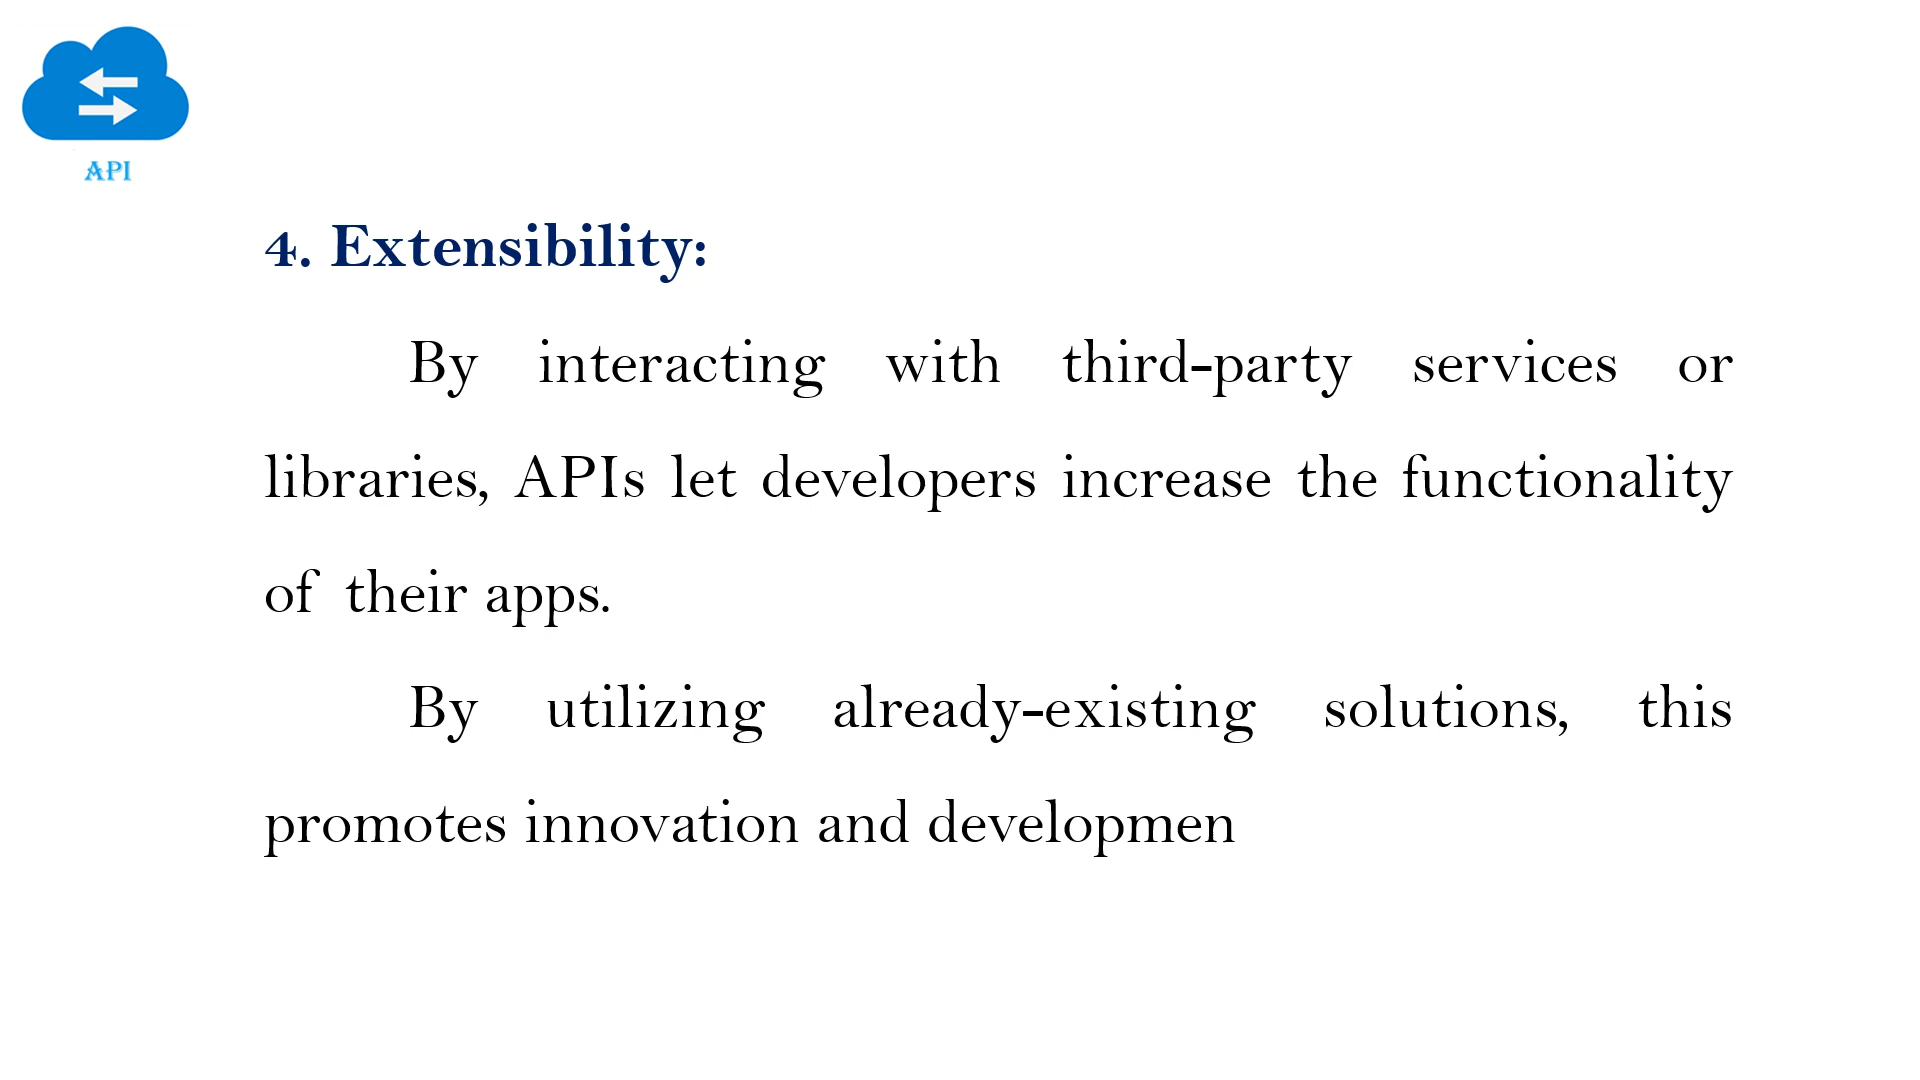 API
4. Extensibility:
By interacting with third-party services or
libraries, APIs let developers increase the functionality
of their apps.
By utilizing already-existing solutions, this
promotes innovation and developmen